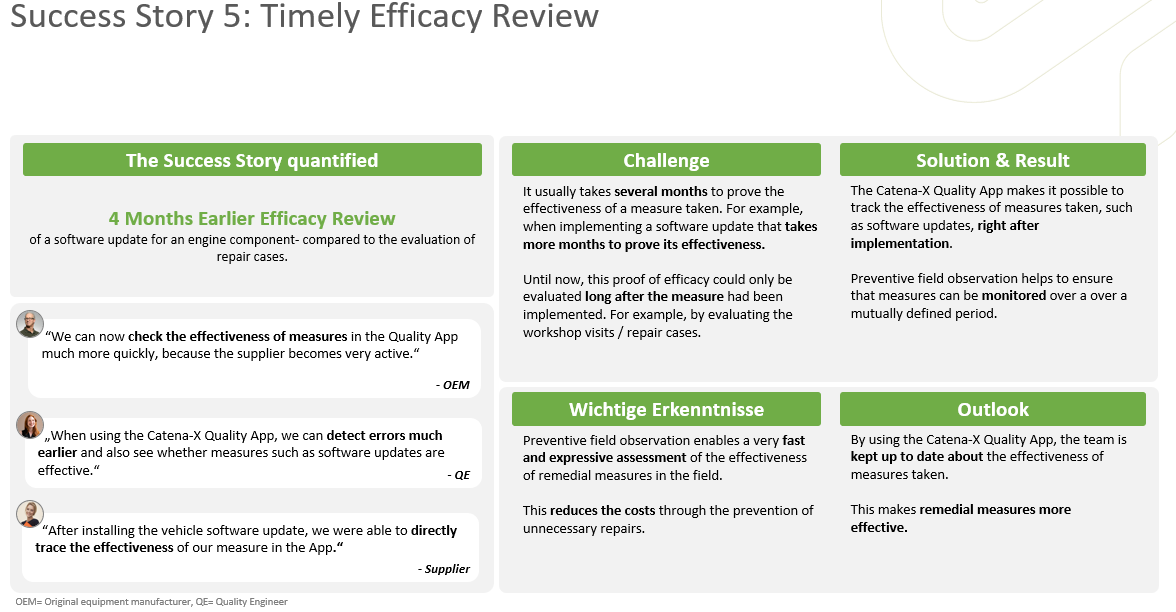 Success Story 5: Timely Efficacy Review
The Success Story quantified
4 Months Earlier Efficacy Review
of a software update for an engine component- compared to the evaluation of
repair cases.
“We can now check the effectiveness of measures in the Quality App
much more quickly, because the supplier becomes very active.“
- OEM
„When using the Catena-X Quality App, we can detect errors much
earlier and also see whether measures such as software updates are
effective.“
- QE
“After installing the vehicle software update, we were able to directly
trace the effectiveness of our measure in the App.“
- Supplier
Challenge
It usually takes several months to prove the
effectiveness of a measure taken. For example,
when implementing a software update that takes
more months to prove its effectiveness.
Until now, this proof of efficacy could only be
evaluated long after the measure had been
implemented. For example, by evaluating the
workshop visits / repair cases.
Solution & Result
The Catena-X Quality App makes it possible to
track the effectiveness of measures taken, such
as software updates, right after
implementation.
Preventive field observation helps to ensure
that measures can be monitored over a over a
mutually defined period.
Wichtige Erkenntnisse
Preventive field observation enables a very fast
and expressive assessment of the effectiveness
of remedial measures in the field.
This reduces the costs through the prevention of
unnecessary repairs.
Outlook
By using the Catena-X Quality App, the team is
kept up to date about the effectiveness of
measures taken.
This makes remedial measures more
effective.
OEM= Original equipment manufacturer, QE= Quality Engineer